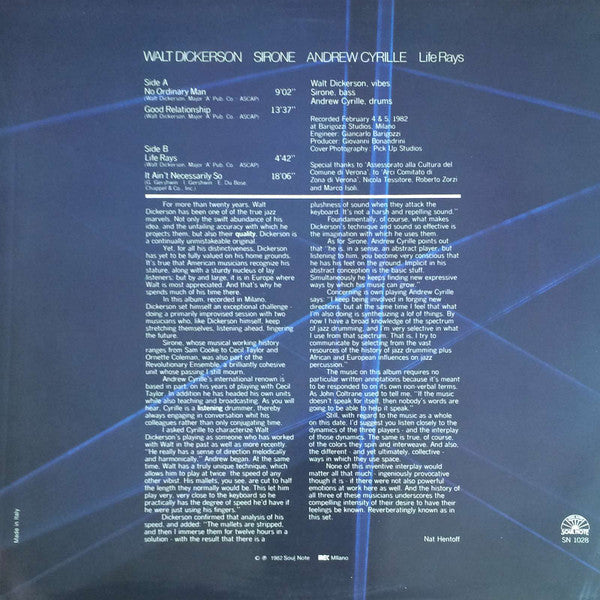 WALT DICKERSON SIRONE ANDREW CYRILLE Life Rays
Side A
No Ordinary Man 9'02"
(Walt Dickerson, Major 'A' Pub. Co. ASCAP)
Good Relationship 13'37"
(Walt Dickerson, Major 'A' Pub. Co. ASCAP)
Side B
Life Rays 4'42"
(Walt Dickerson, Major 'A' Pub. Co. ASCAP)
It Ain't Necessarily So 18'06"
(G. Gershwin I. Gershwin E. Du Bose,
Chappel & Co., Inc.)
Walt Dickerson, vibes
Sirone, bass
Andrew Cyrille, drums
Recorded February 4 & 5, 1982
at Barigozzi Studios, Milano
Engineer: Giancarlo Barigozzi
Producer: Giovanni Bonandrini
Cover Photography: Pick Up Studios
Special thanks to 'Assessorato alla Cultura del
Comune di Verona', to 'Arci Comitato di
Zona di Verona', Nicola Tessitore, Roberto Zorzi
and Marco Isoli.
For more than twenty years, Walt
Dickerson has been one of of the true jazz
marvels. Not only the swift abundance of his
idea, and the unfailing accuracy with which he
projects them, but also their quality. Dickerson is
a continually unmistakeable original.
Yet, for all his distinctiveness, Dickerson
has yet to be fully valued on his home grounds.
It's true that American musicians recognize his
stature, along with a sturdy nucleus of lay
listeners; but by and large, it is in Europe where
Walt is most appreciated. And that's why he
spends much of his time there.
In this album, recorded in Milano,
Dickerson set himself an exceptional challenge -
doing a primarily improvised session with two
musicians who, like Dickerson himself, keep
stretching themselves, listening ahead, fingering
the future.
Sirone, whose musical working history
ranges from Sam Cooke to Cecil Taylor and
Ornette Coleman, was also part of the
Revolutionary Ensemble, a brilliantly cohesive
unit whose passing I still mourn.
Andrew Cyrille's international renown is
based in part, on his years of playing with Cecil
Taylor. In addition he has headed his own units
while also teaching and broadcasting. As you will
hear, Cyrille is a listening drummer, thereby
always engaging in conversation whit his
colleagues rather than only conjugating time.
I asked Cyrille to characterize Walt
Dickerson's playing as someone who has worked
with Walt in the past as well as more recently.
"He really has a sense of direction melodically
and harmonically," Andrew began. At the same
time, Walt has a truly unique technique, which
allows him to play at twice the speed of any
other vibist. His mallets, you see, are cut to half
the length they normally would be. This let him
play very, very close to the keyboard so he
practically has the degree of speed he'd have if
he were just using his fingers."
Dickerson confirmed that analysis of his
speed, and added: "The mallets are stripped,
and then I immerse them for twelve hours in a
solution - with the result that there is a
plushness of sound when they attack the
keyboard. It's not a harsh and repelling sound."
Foundamentally, of course, what makes
Dickerson's technique and sound so effective is
the imagination with which he uses them.
As for Sirone, Andrew Cyrille points out
that "he is, in a sense, an abstract player, but
listening to him, you become very conscious that
he has his feet on the ground. Implicit in his
abstract conception is the basic stuff.
Simultaneously he keeps finding new expressive
ways by which his music can grow."
Concerning is own playing Andrew Cyrille
says: "I keep being involved in forging new
directions, but at the same time I feel that what
I'm also doing is synthesizing a lot of things. By
now I have a broad knowledge of the spectrum
of jazz drumming, and I'm very selective in what
I use from that spectrum. That is, I try to
communicate by selecting from the vast
resources of the history of jazz drumming plus
African and European influences on jazz
percussion."
The music on this album requires no
particular written annotations because it's meant
to be responded to on its own non-verbal terms.
As John Coltrane used to tell me, "If the music
doesn't speak for itself, then nobody's words are
going to be able to help it speak."
Still, with regard to the music as a whole
on this date, I'd suggest you listen closely to the
dynamics of the three players - and the interplay
of those dynamics. The same is true, of course,
of the colors they spin and interweave. And also,
the different - and yet ultimately, collective -
ways in which they use space.
None of this inventive interplay would
matter all that much - ingenuously provocative
though it is - if there were not also powerful
emotions at work here as well. And the history of
all three of these musicians underscores the
compelling intensity of their desire to have their
feelings be known. Reverberatingly known as in
this set.
Nat Hentoff
Made in Italy
© ℗ 1982 Soul Note IREC Milano
SOUL NOTE
SN 1028